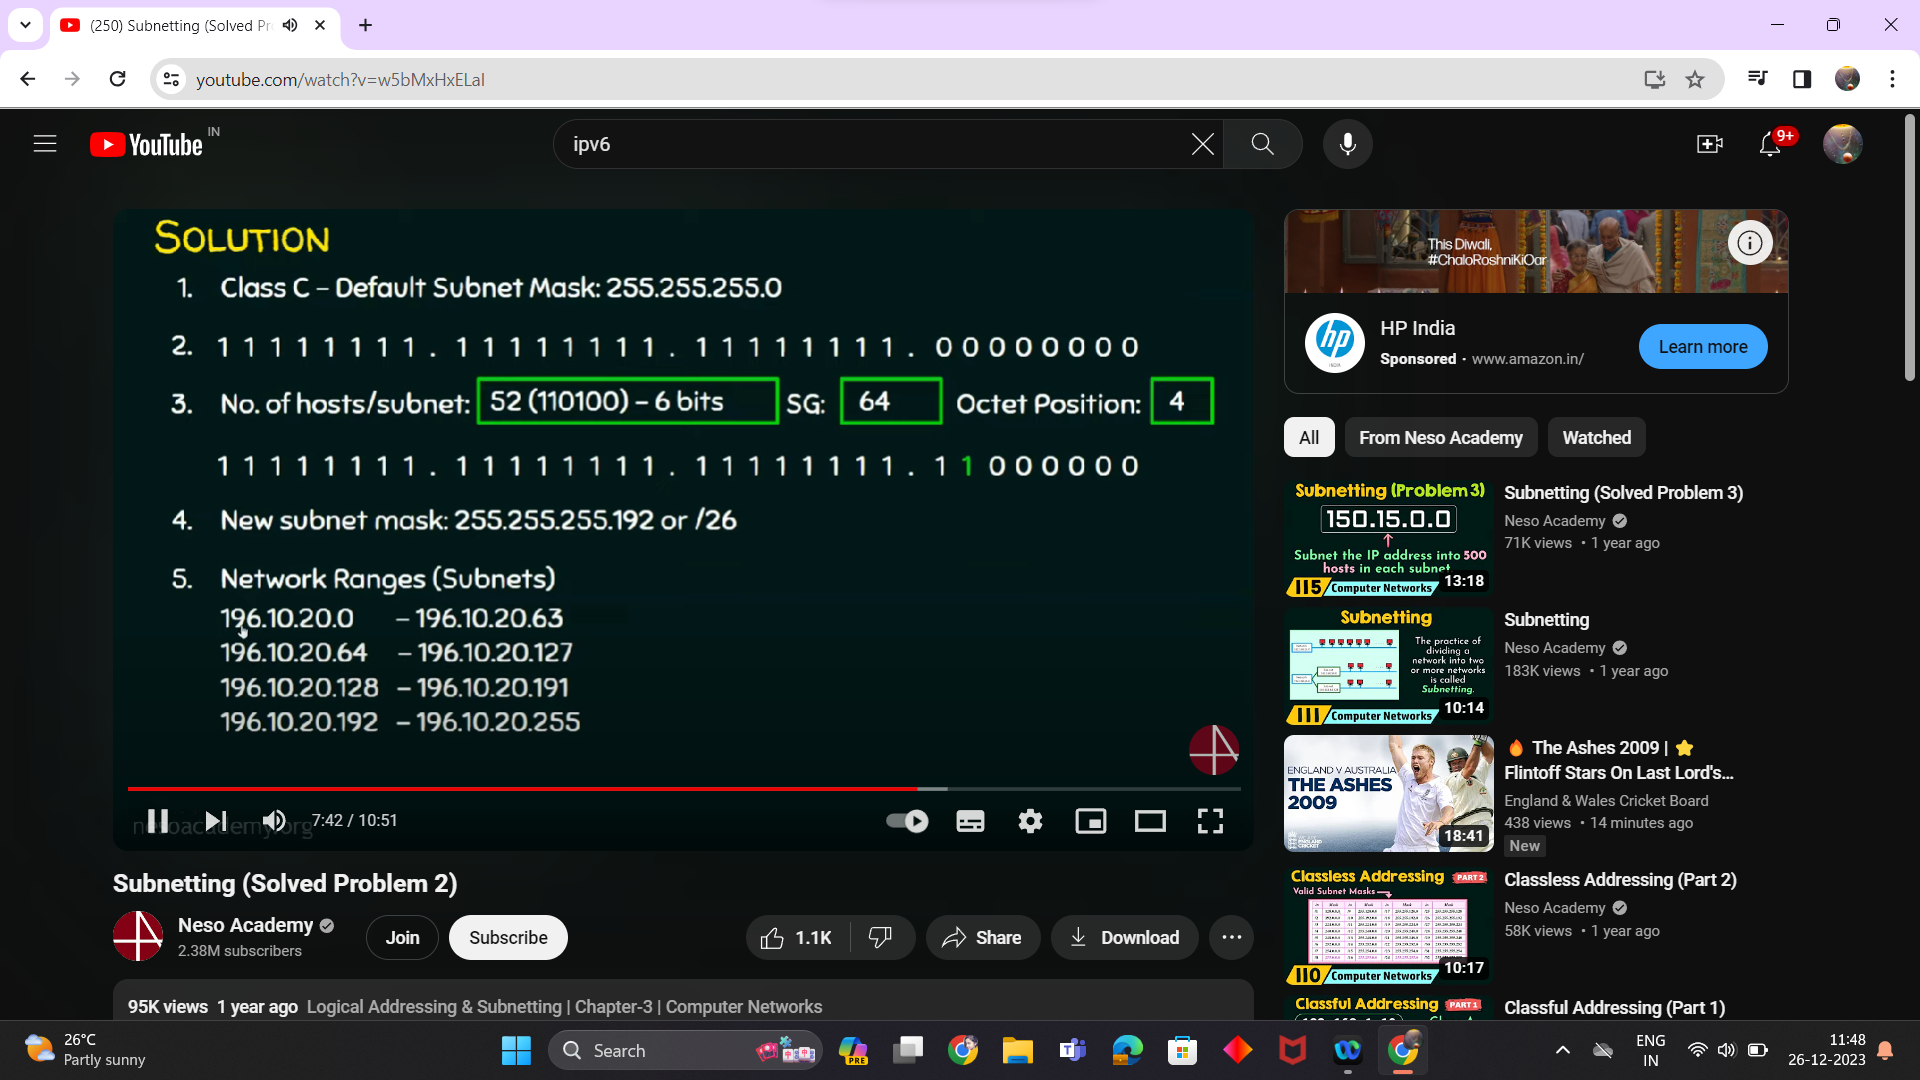 (250) Subnetting (Solved Pr
youtube.com/watch?v=w5bMxHxELaI
YouTube IN
ipv6
9+
SOLUTION
1. Class C – Default Subnet Mask: 255.255.255.0
2. 1 1 1 1 1 1 1 1 . 1 1 1 1 1 1 1 1 . 1 1 1 1 1 1 1 1 . 0 0 0 0 0 0 0 0
3. No. of hosts/subnet: 52 (110100) – 6 bits SG: 64 Octet Position: 4
1 1 1 1 1 1 1 1 . 1 1 1 1 1 1 1 1 . 1 1 1 1 1 1 1 1 . 1 1 0 0 0 0 0 0
4. New subnet mask: 255.255.255.192 or /26
5. Network Ranges (Subnets)
196.10.20.0 – 196.10.20.63
196.10.20.64 – 196.10.20.127
196.10.20.128 – 196.10.20.191
196.10.20.192 – 196.10.20.255
nesoacademy.org
7:42 / 10:51
Subnetting (Solved Problem 2)
Neso Academy
2.38M subscribers
Join
Subscribe
1.1K
Share
Download
95K views 1 year ago Logical Addressing & Subnetting | Chapter-3 | Computer Networks
This Diwali,
#ChaloRoshniKiOar
hp
HP India
Sponsored · www.amazon.in/
Learn more
All
From Neso Academy
Watched
Subnetting (Problem 3)
150.15.0.0
Subnet the IP address into 500
hosts in each subnet
115 Computer Networks
13:18
Subnetting (Solved Problem 3)
Neso Academy
71K views · 1 year ago
Subnetting
The practice of
dividing a
network into two
or more networks
is called
Subnetting.
111 Computer Networks
10:14
Subnetting
Neso Academy
183K views · 1 year ago
ENGLAND V AUSTRALIA
THE ASHES
2009
18:41
🔥 The Ashes 2009 | ⭐
Flintoff Stars On Last Lord's...
England & Wales Cricket Board
438 views · 14 minutes ago
New
Classless Addressing PART 2
Valid Subnet Masks
110 Computer Networks
10:17
Classless Addressing (Part 2)
Neso Academy
58K views · 1 year ago
Classful Addressing PART 1
Classful Addressing (Part 1)
26°C
Partly sunny
Search
PRE
ENG
IN
11:48
26-12-2023